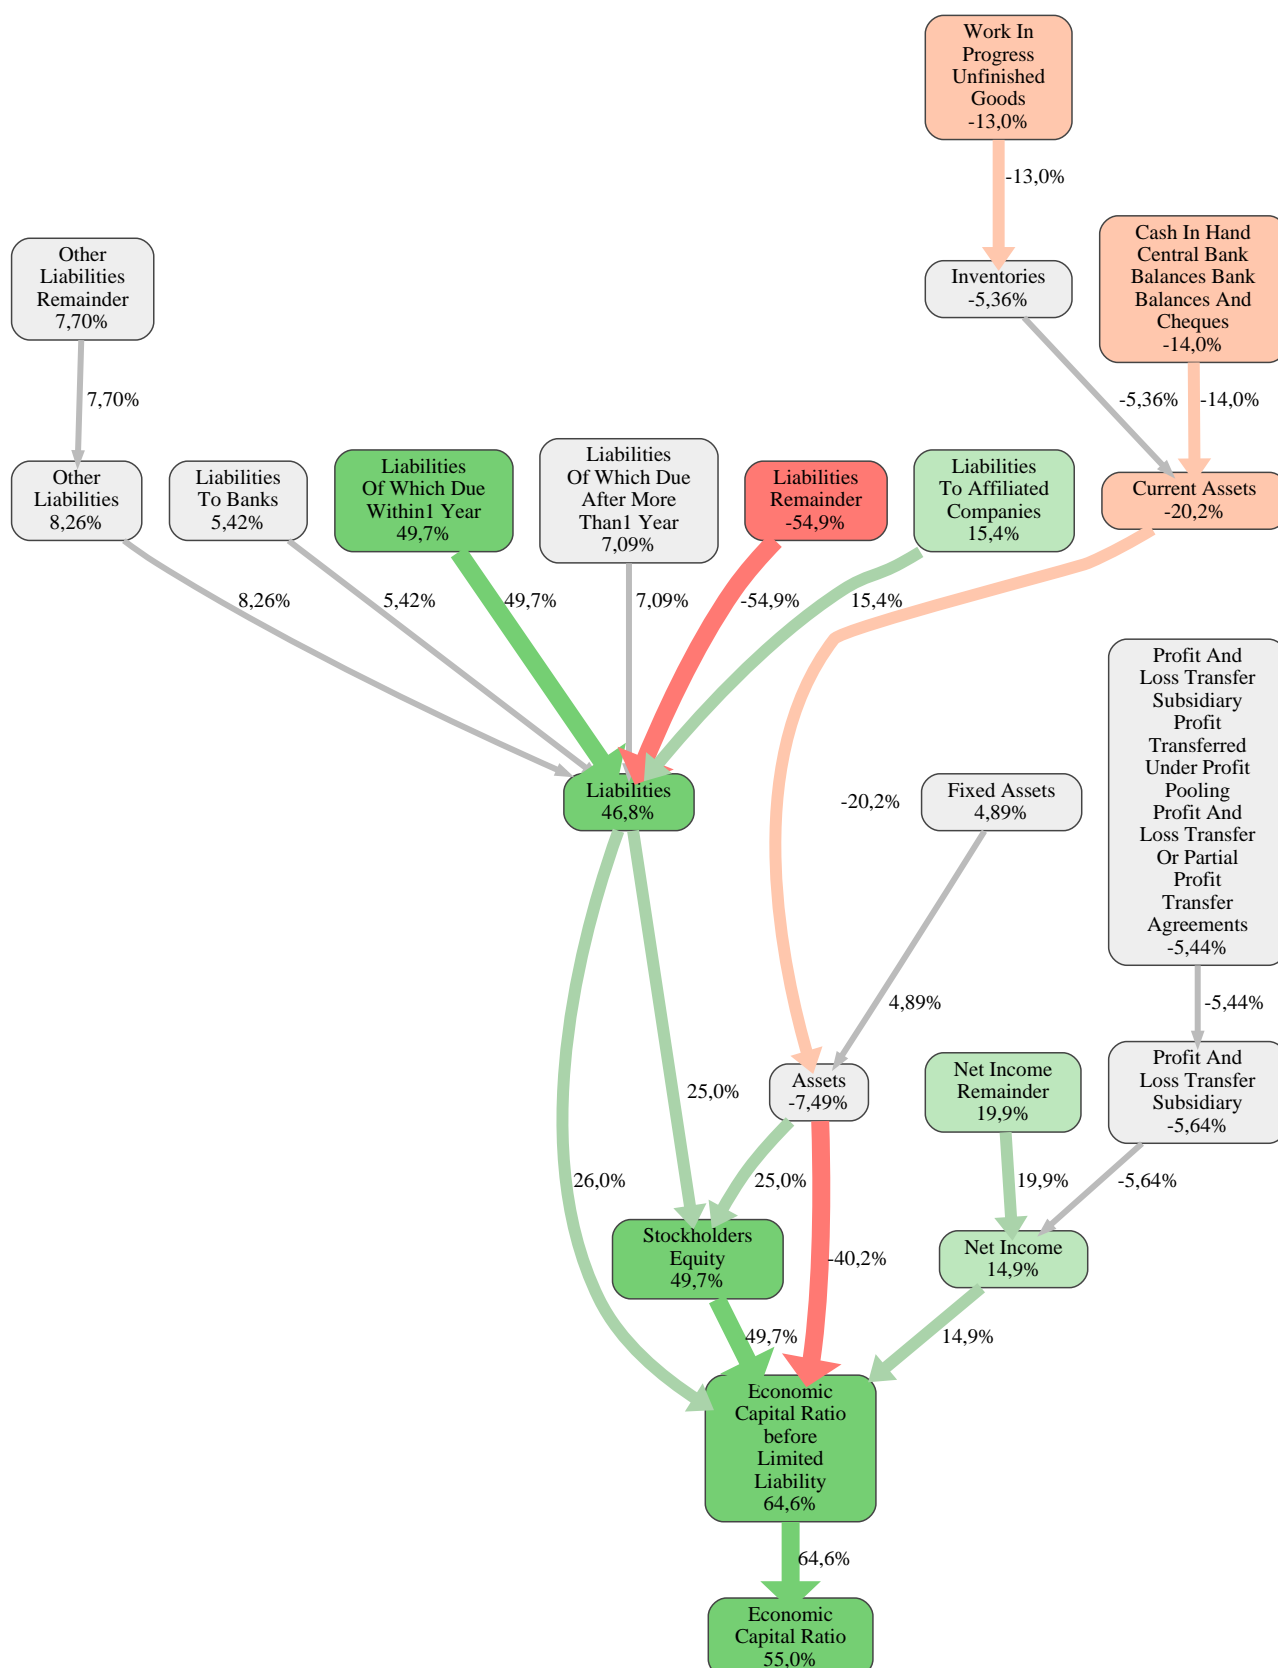 Work In
Progress
Unfinished
Goods
-13,0%
-13,0%
Cash In Hand
Central Bank
Balances Bank
Balances And
Cheques
-14,0%
Other
Liabilities
Remainder
7,70%
Inventories
-5,36%
7,70%
-5,36%
-14,0%
Other
Liabilities
8,26%
Liabilities
To Banks
5,42%
Liabilities
Of Which Due
Within1 Year
49,7%
Liabilities
Of Which Due
After More
Than1 Year
7,09%
Liabilities
Remainder
-54,9%
Liabilities
To Affiliated
Companies
15,4%
Current Assets
-20,2%
8,26%
5,42%
49,7%
7,09%
-54,9%
15,4%
Profit And
Loss Transfer
Subsidiary
Profit
Transferred
Under Profit
Pooling
Profit And
Loss Transfer
Or Partial
Profit
Transfer
Agreements
-5,44%
Liabilities
46,8%
-20,2%
Fixed Assets
4,89%
4,89%
-5,44%
Assets
-7,49%
Net Income
Remainder
19,9%
Profit And
Loss Transfer
Subsidiary
-5,64%
25,0%
26,0%
25,0%
19,9%
-5,64%
Stockholders
Equity
49,7%
-40,2%
Net Income
14,9%
49,7%
14,9%
Economic
Capital Ratio
before
Limited
Liability
64,6%
64,6%
Economic
Capital Ratio
55,0%